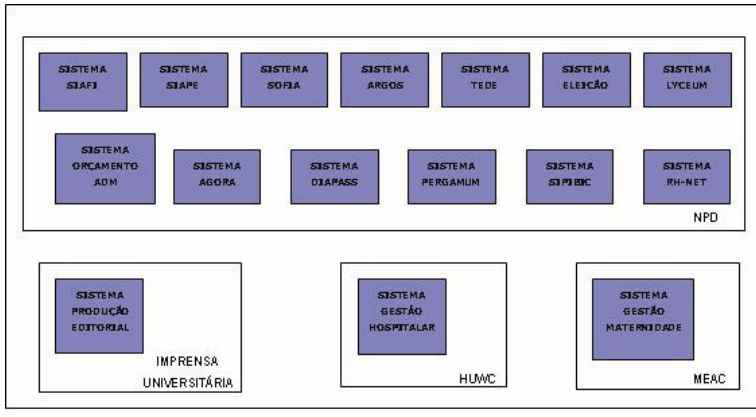 SISTEMA
SIAFI
SISTEMA
SIAPE
SISTEMA
SOFIA
SISTEMA
ARGOS
SISTEMA
TEDE
SISTEMA
ELEIÇÃO
SISTEMA
LYCEUM
SISTEMA
ORÇAMENTO
ADM
SISTEMA
AGORA
SISTEMA
DIAPASS
SISTEMA
PERGAMUM
SISTEMA
SIPIBIC
SISTEMA
RH-NET
NPD
SISTEMA
PRODUÇÃO
EDITORIAL
IMPRENSA
UNIVERSITÁRIA
SISTEMA
GESTÃO
HOSPITALAR
HUWC
SISTEMA
GESTÃO
MATERNIDADE
MEAC